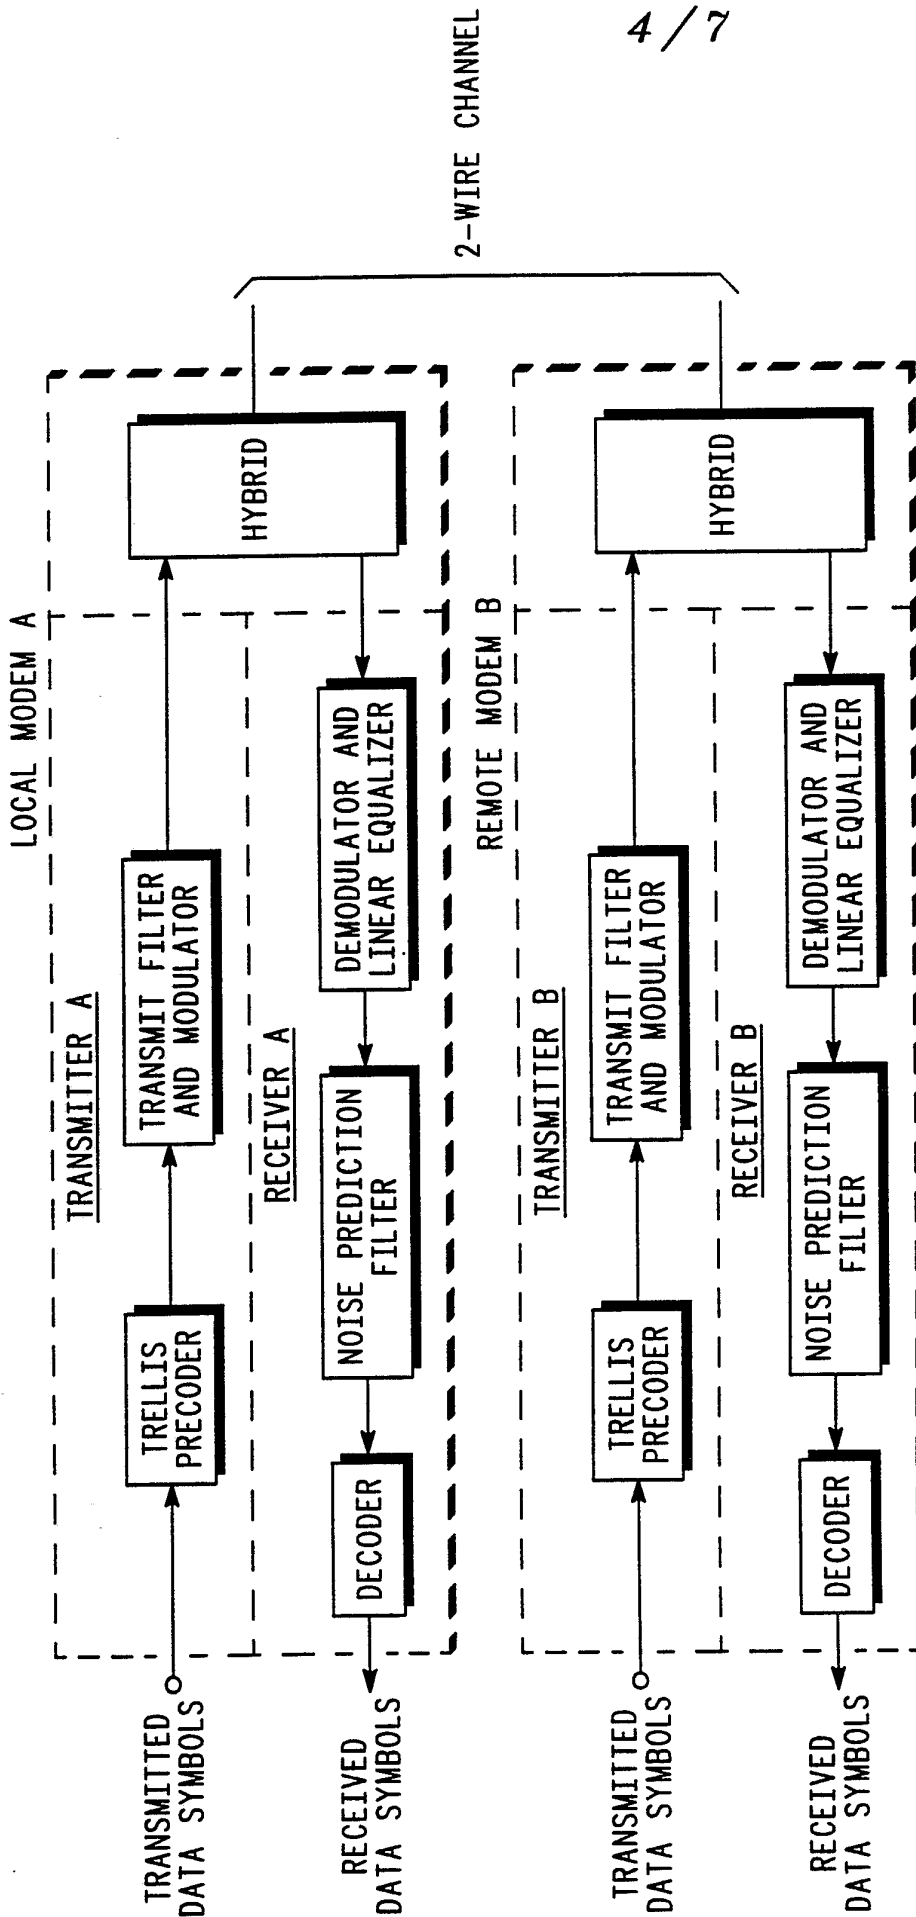 4/7
LOCAL MODEM A
TRANSMITTER A
TRANSMITTED
DATA SYMBOLS
TRELLIS
PRECODER
TRANSMIT FILTER
AND MODULATOR
HYBRID
RECEIVER A
RECEIVED
DATA SYMBOLS
DECODER
NOISE PREDICTION
FILTER
DEMODULATOR AND
LINEAR EQUALIZER
2-WIRE CHANNEL
REMOTE MODEM B
TRANSMITTER B
TRANSMITTED
DATA SYMBOLS
TRELLIS
PRECODER
TRANSMIT FILTER
AND MODULATOR
HYBRID
RECEIVER B
RECEIVED
DATA SYMBOLS
DECODER
NOISE PREDICTION
FILTER
DEMODULATOR AND
LINEAR EQUALIZER